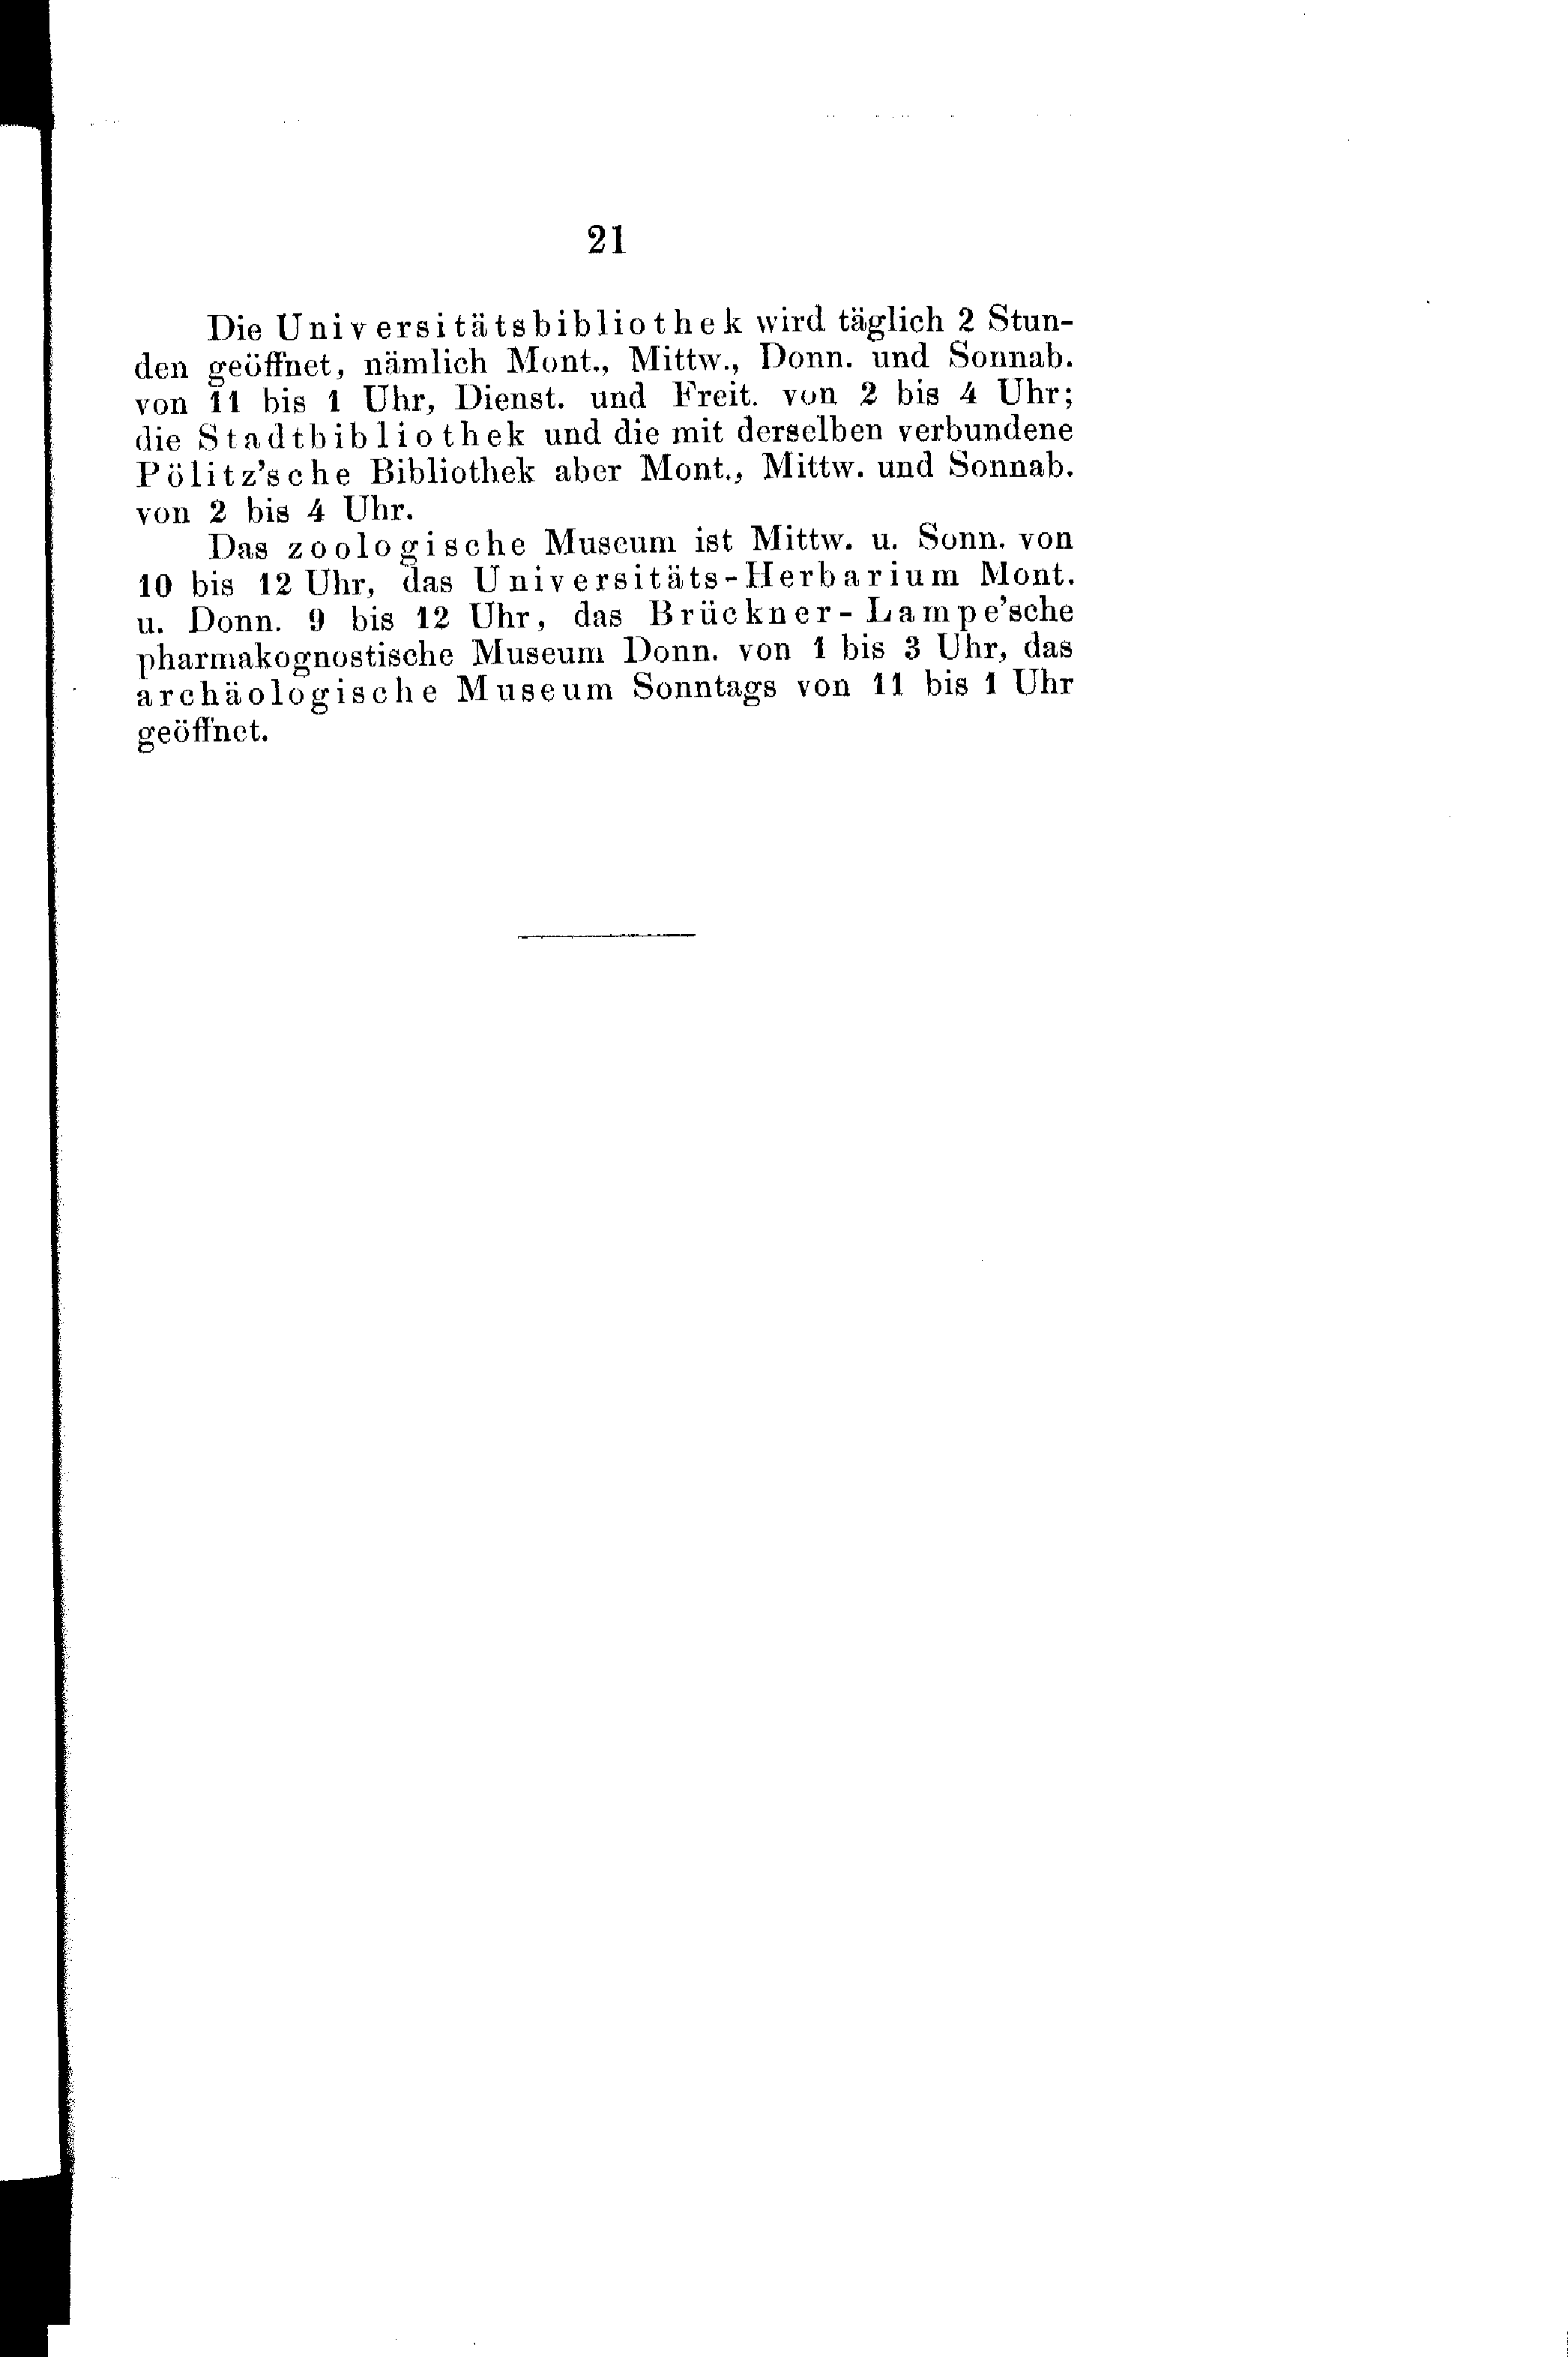 21
Die Universitätsbibliothek wird täglich 2 Stun-
den geöffnet, nämlich Mont., Mittw., Donn. und Sonnab.
von 11 bis 1 Uhr, Dienst. und Freit. von 2 bis 4 Uhr;
die Stadtbibliothek und die mit derselben verbundene
Pölitz'sche Bibliothek aber Mont., Mittw. und Sonnab.
von 2 bis 4 Uhr.
Das zoologische Museum ist Mittw. u. Sonn. von
10 bis 12 Uhr, das Universitäts-Herbarium Mont.
u. Donn. 9 bis 12 Uhr, das Brückner-Lampe'sche
pharmakognostische Museum Donn. von 1 bis 3 Uhr, das
archäologische Museum Sonntags von 11 bis 1 Uhr
geöffnet.